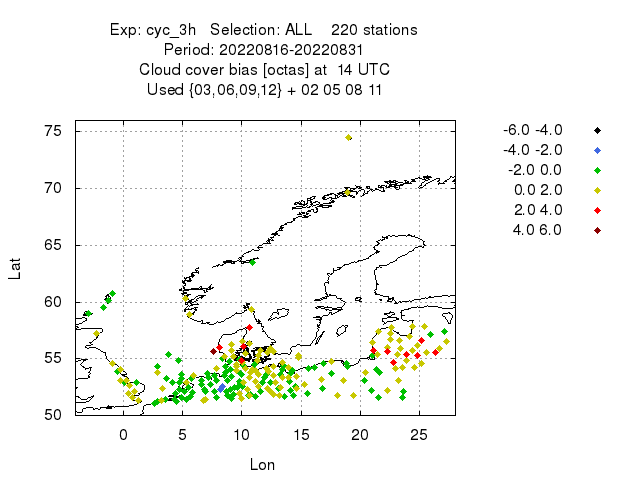 Exp: cyc_3h   Selection: ALL    220 stations
Period: 20220816-20220831
Cloud cover bias [octas] at  14 UTC
Used {03,06,09,12} + 02 05 08 11
-6.0 -4.0
-4.0 -2.0
-2.0 0.0
0.0 2.0
2.0 4.0
4.0 6.0
75
70
65
60
55
50
Lat
0 5 10 15 20 25
Lon